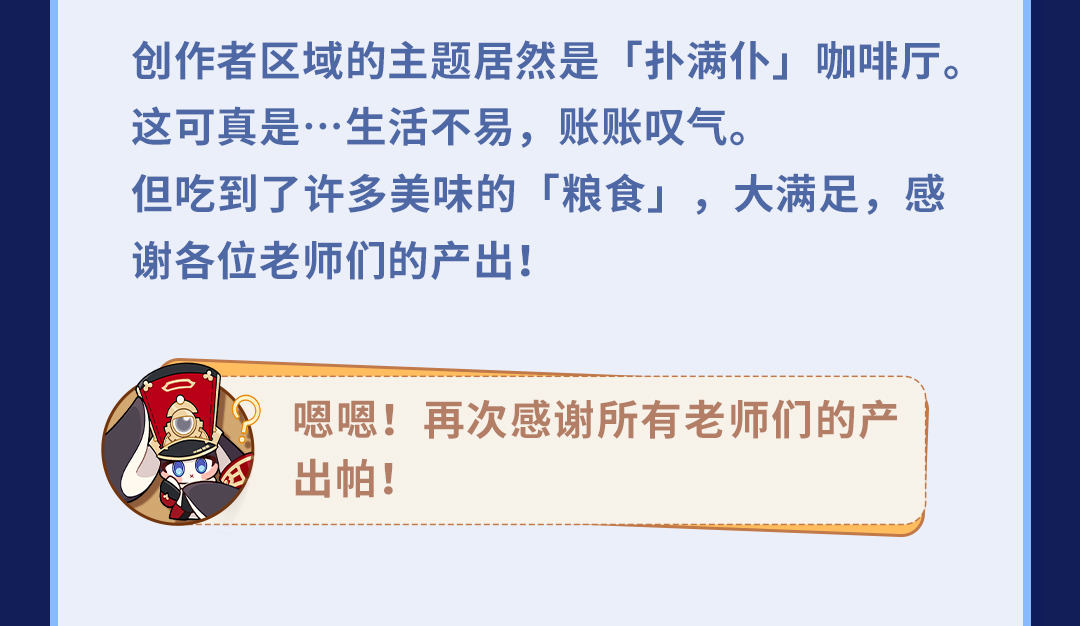 创作者区域的主题居然是「扑满仆」咖啡厅。
这可真是…生活不易，账账叹气。
但吃到了许多美味的「粮食」，大满足，感
谢各位老师们的产出！
嗯嗯！再次感谢所有老师们的产
出帕！